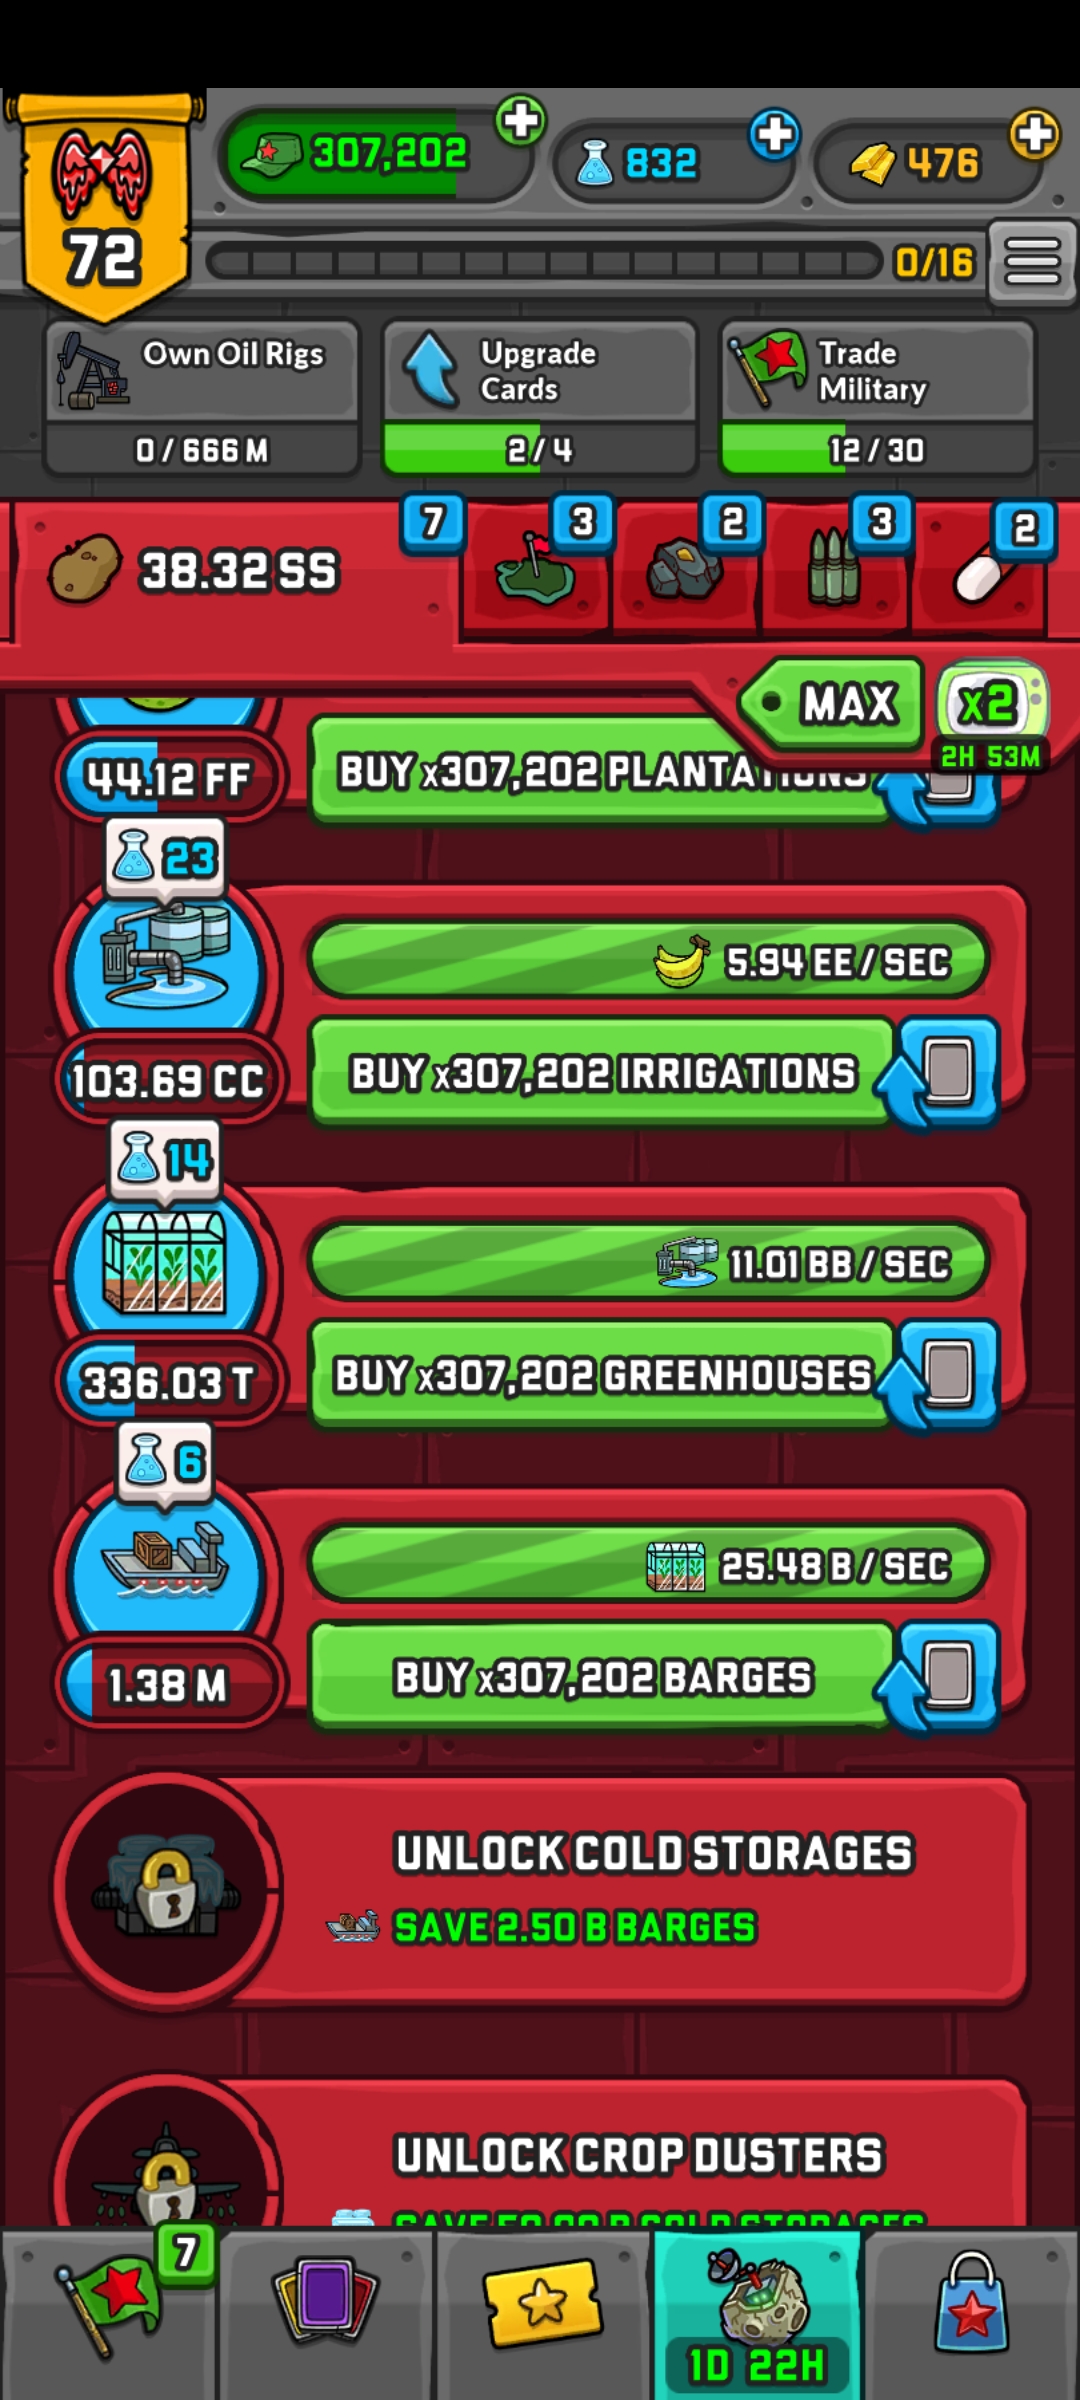 307,202
832
476
72
0/16
Own Oil Rigs
0 / 666 M
Upgrade
Cards
2 / 4
Trade
Military
12 / 30
38.32 SS
7
3
2
3
2
MAX
x2
2H 53M
44.12 FF
BUY x307,202 PLANTATIONS
23
5.94 EE / SEC
103.69 CC
BUY x307,202 IRRIGATIONS
14
11.01 BB / SEC
336.03 T
BUY x307,202 GREENHOUSES
6
25.48 B / SEC
1.38 M
BUY x307,202 BARGES
UNLOCK COLD STORAGES
SAVE 2.50 B BARGES
UNLOCK CROP DUSTERS
7
1D 22H